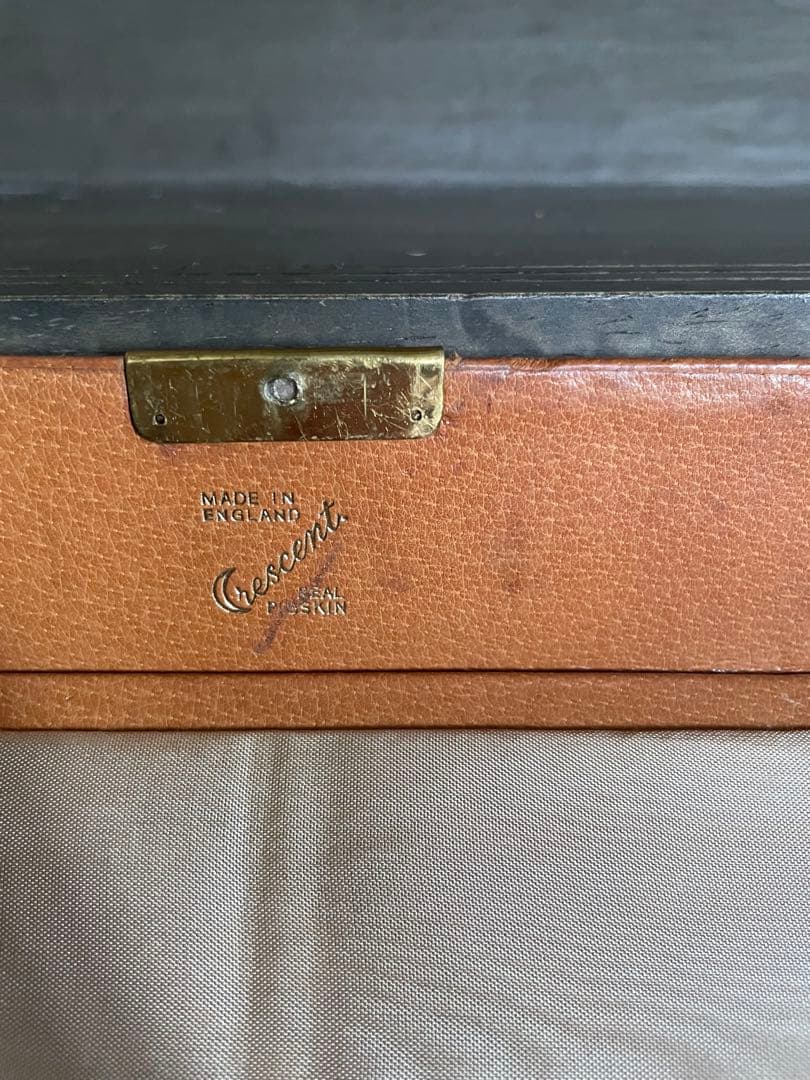 MADE IN
ENGLAND
Crescent.
REAL
PIGSKIN